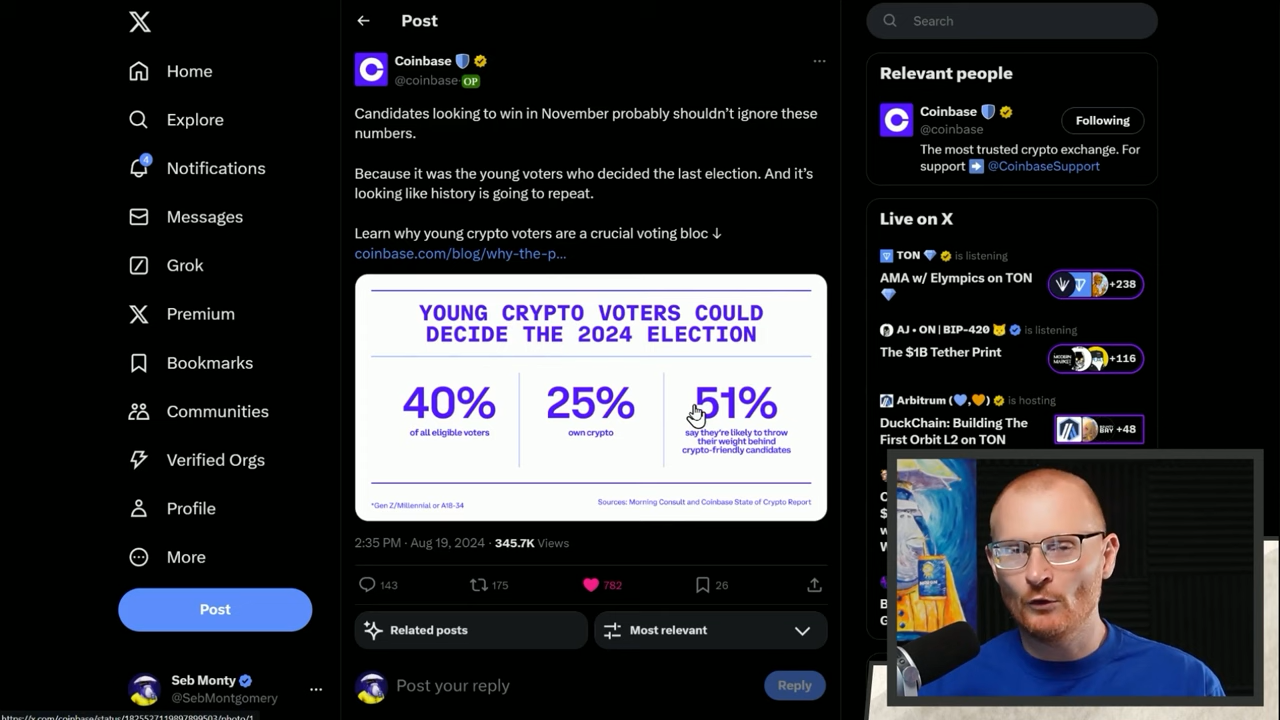 Home
Explore
4
Notifications
Messages
Grok
Premium
Bookmarks
Communities
Verified Orgs
Profile
More
Post
Seb Monty
@SebMontgomery
Post
Coinbase
@coinbase· OP
Candidates looking to win in November probably shouldn't ignore these
numbers.
Because it was the young voters who decided the last election. And it's
looking like history is going to repeat.
Learn why young crypto voters are a crucial voting bloc ↓
coinbase.com/blog/why-the-p...
YOUNG CRYPTO VOTERS COULD
DECIDE THE 2024 ELECTION
40%
of all eligible voters
25%
own crypto
51%
say they're likely to throw
their weight behind
crypto-friendly candidates
*Gen Z/Millennial or A18-34
Sources: Morning Consult and Coinbase State of Crypto Report
2:35 PM · Aug 19, 2024 · 345.7K Views
143
175
782
26
Related posts
Most relevant
Post your reply
Reply
Search
Relevant people
Coinbase
@coinbase
Following
The most trusted crypto exchange. For
support ➡️ @CoinbaseSupport
Live on X
TON is listening
AMA w/ Elympics on TON
+238
AJ • ON | BIP-420 is listening
The $1B Tether Print
+116
Arbitrum (💙,🧡) is hosting
DuckChain: Building The
First Orbit L2 on TON
+48